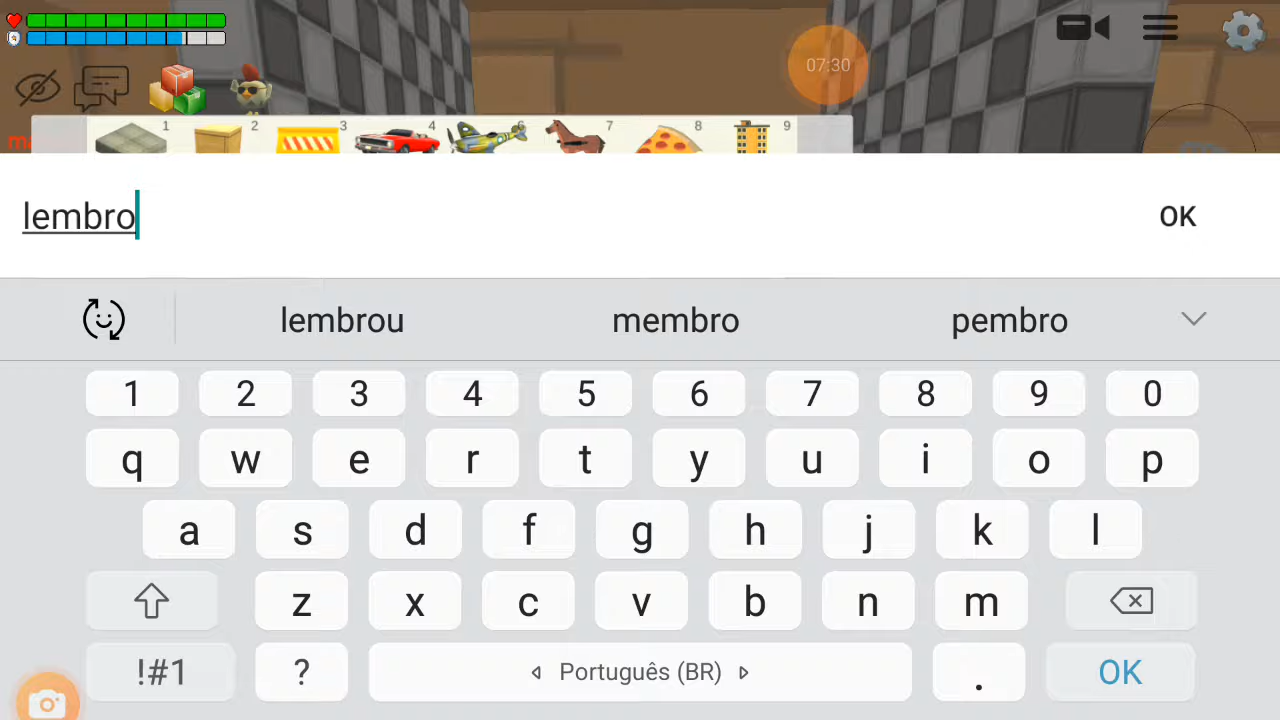 07:30
1 2 3 4 6 7 8 9
lembro OK
lembrou membro pembro
1 2 3 4 5 6 7 8 9 0
q w e r t y u i o p
a s d f g h j k l
z x c v b n m
!#1 ? Português (BR) . OK